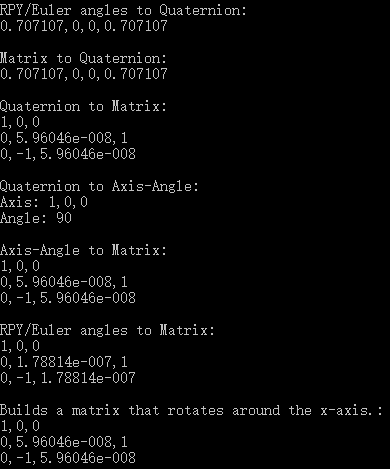 RPY/Euler angles to Quaternion:
0.707107,0,0,0.707107
Matrix to Quaternion:
0.707107,0,0,0.707107
Quaternion to Matrix:
1,0,0
0,5.96046e-008,1
0,-1,5.96046e-008
Quaternion to Axis-Angle:
Axis: 1,0,0
Angle: 90
Axis-Angle to Matrix:
1,0,0
0,5.96046e-008,1
0,-1,5.96046e-008
RPY/Euler angles to Matrix:
1,0,0
0,1.78814e-007,1
0,-1,1.78814e-007
Builds a matrix that rotates around the x-axis.:
1,0,0
0,5.96046e-008,1
0,-1,5.96046e-008